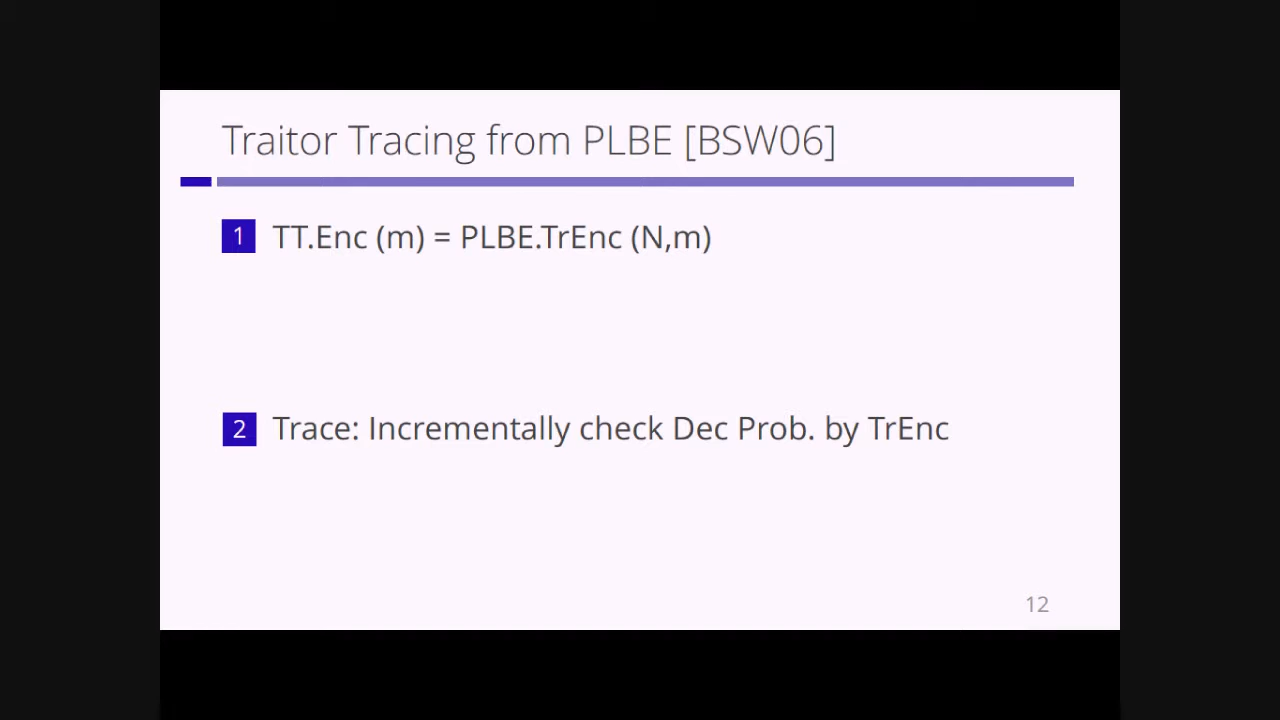 Traitor Tracing from PLBE [BSW06]
1 TT.Enc (m) = PLBE.TrEnc (N,m)
2 Trace: Incrementally check Dec Prob. by TrEnc
12